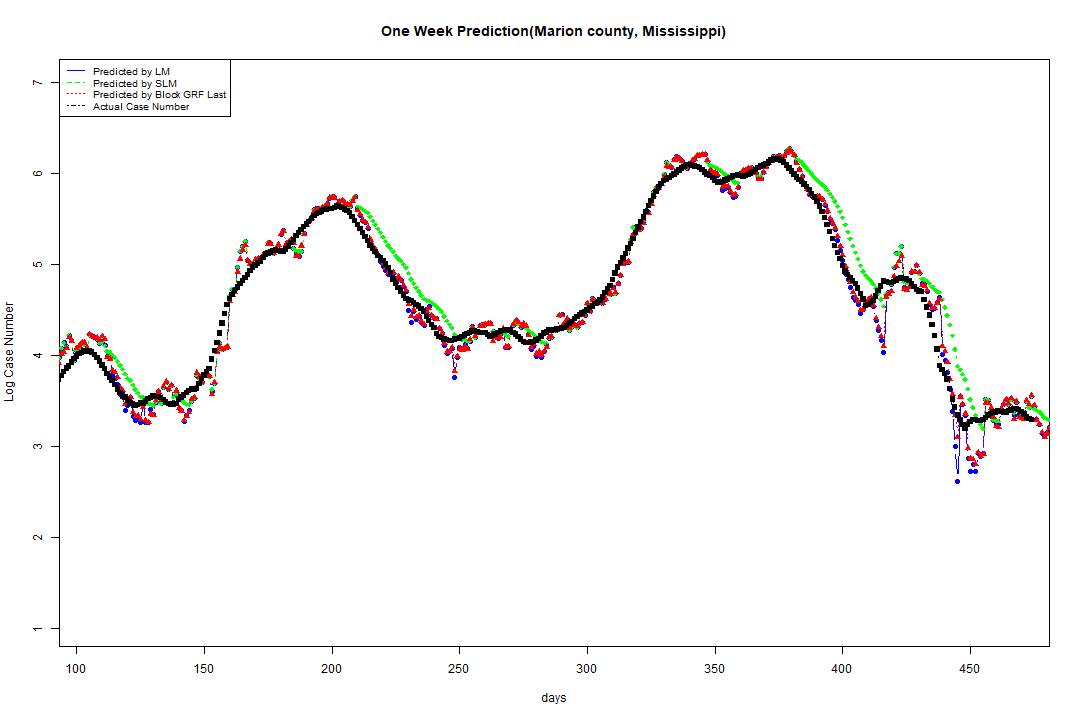 One Week Prediction(Marion county, Mississippi)
Predicted by LM
Predicted by SLM
Predicted by Block GRF Last
Actual Case Number
7
6
5
4
3
2
1
Log Case Number
100 150 200 250 300 350 400 450
days